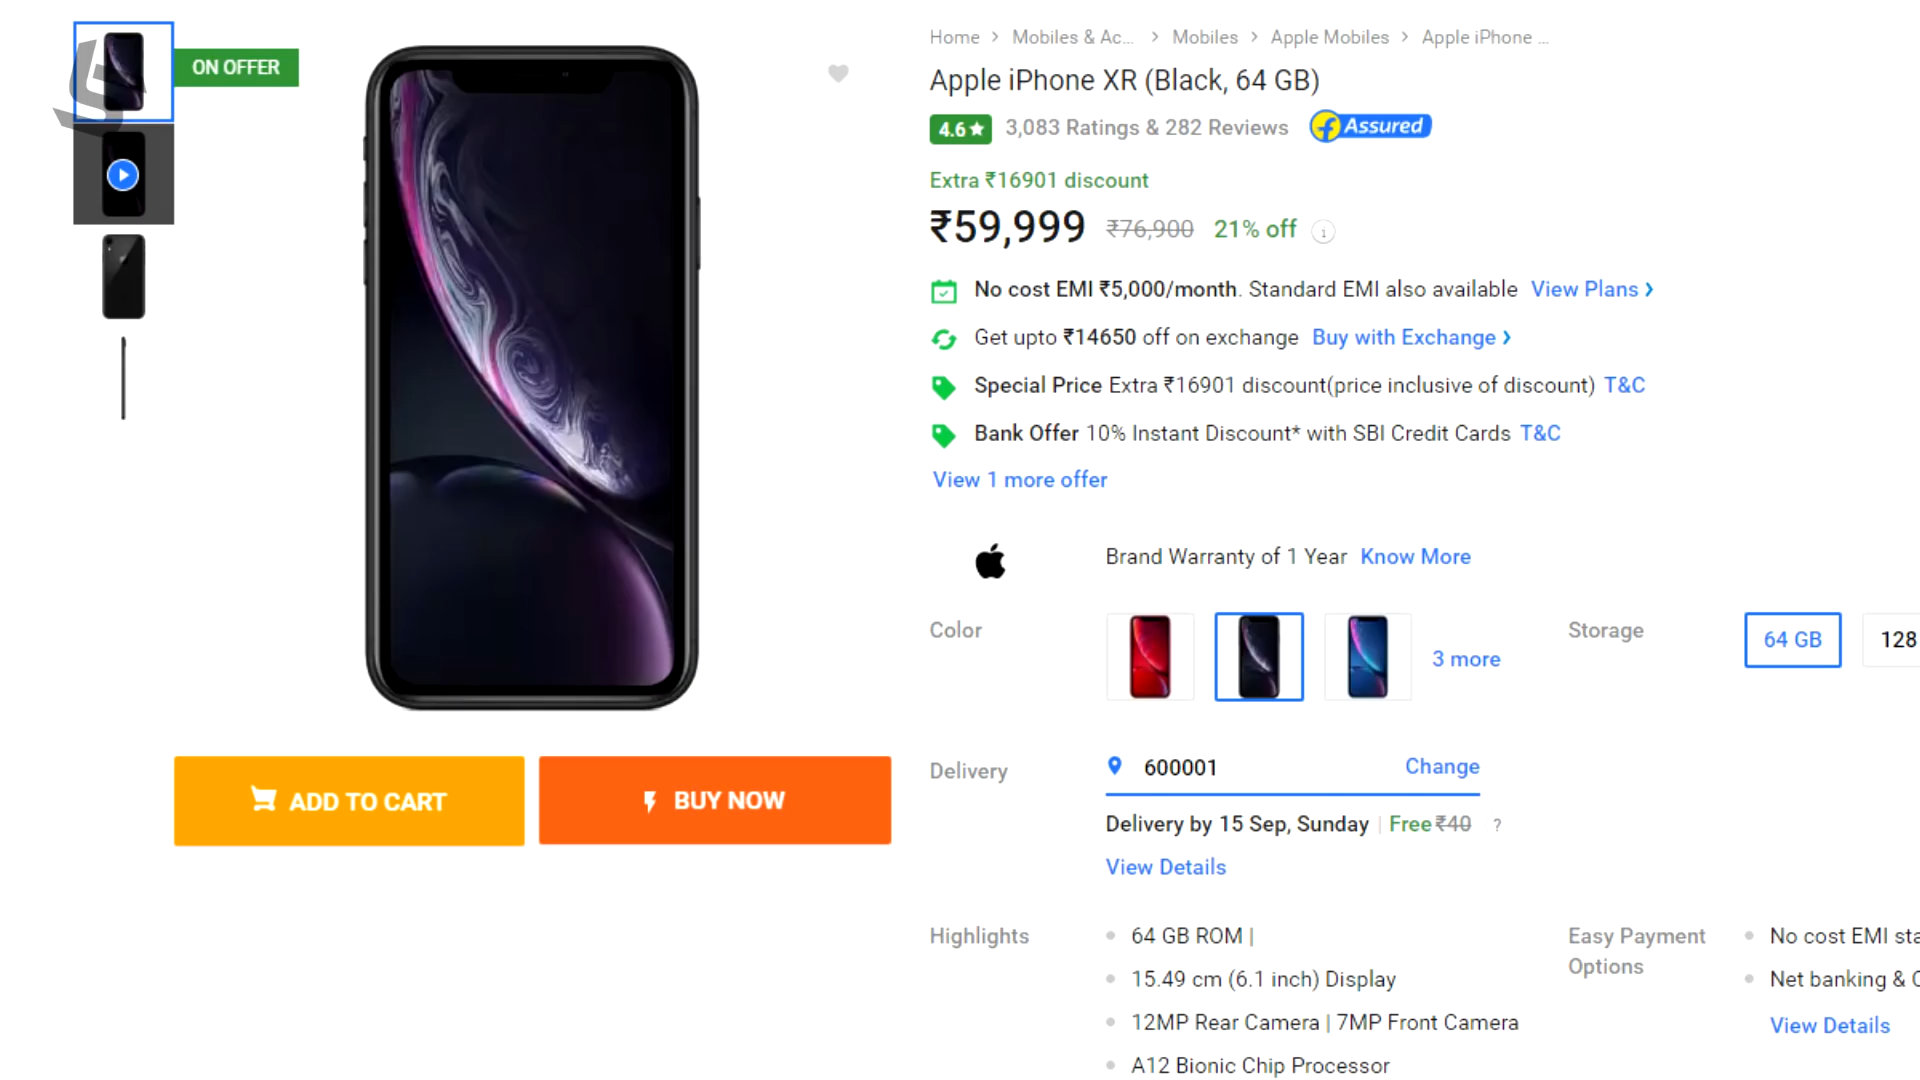 ON OFFER
Home > Mobiles & Ac... > Mobiles > Apple Mobiles > Apple iPhone ...
Apple iPhone XR (Black, 64 GB)
4.6★ 3,083 Ratings & 282 Reviews f Assured
Extra ₹16901 discount
₹59,999 ₹76,900 21% off i
No cost EMI ₹5,000/month. Standard EMI also available View Plans >
Get upto ₹14650 off on exchange Buy with Exchange >
Special Price Extra ₹16901 discount(price inclusive of discount) T&C
Bank Offer 10% Instant Discount* with SBI Credit Cards T&C
View 1 more offer
Brand Warranty of 1 Year Know More
Color
3 more
Storage
64 GB
128
ADD TO CART
BUY NOW
Delivery
600001 Change
Delivery by 15 Sep, Sunday | Free ₹40 ?
View Details
Highlights
64 GB ROM |
15.49 cm (6.1 inch) Display
12MP Rear Camera | 7MP Front Camera
A12 Bionic Chip Processor
Easy Payment
Options
No cost EMI sta
Net banking & C
View Details